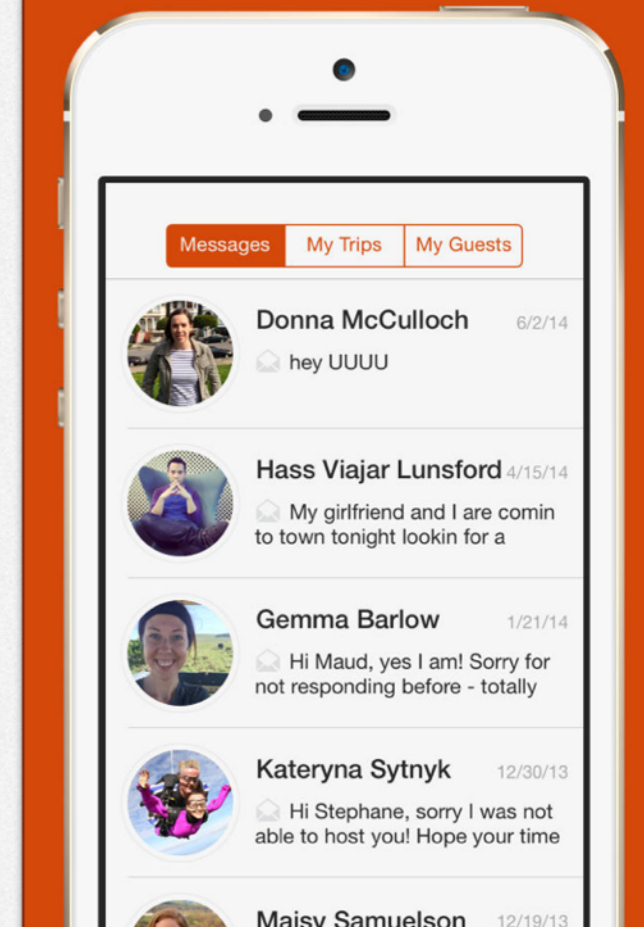 Messages My Trips My Guests
Donna McCulloch 6/2/14
hey UUUU
Hass Viajar Lunsford 4/15/14
My girlfriend and I are comin
to town tonight lookin for a
Gemma Barlow 1/21/14
Hi Maud, yes I am! Sorry for
not responding before - totally
Kateryna Sytnyk 12/30/13
Hi Stephane, sorry I was not
able to host you! Hope your time
Maisy Samuelson 12/19/13